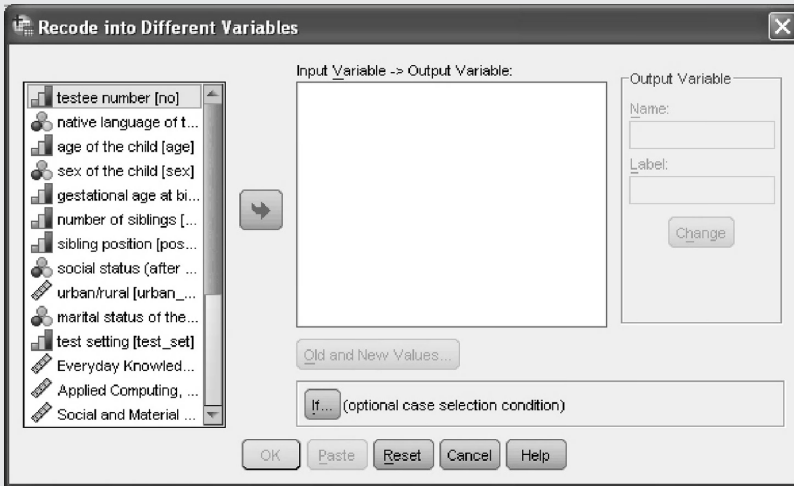 Recode into Different Variables
testee number [no]
native language of t...
age of the child [age]
sex of the child [sex]
gestational age at bi...
number of siblings [...
sibling position [pos...
social status (after ...
urban/rural [urban_...
marital status of the...
test setting [test_set]
Everyday Knowled...
Applied Computing, ...
Social and Material ...
Input Variable -> Output Variable:
Old and New Values...
If... (optional case selection condition)
Output Variable
Name:
Label:
Change
OK Paste Reset Cancel Help